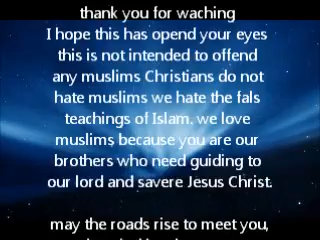 thank you for waching
I hope this has opend your eyes
this is not intended to offend
any muslims Christians do not
hate muslims we hate the fals
teachings of Islam. we love
muslims because you are our
brothers who need guiding to
our lord and savere Jesus Christ.
may the roads rise to meet you,